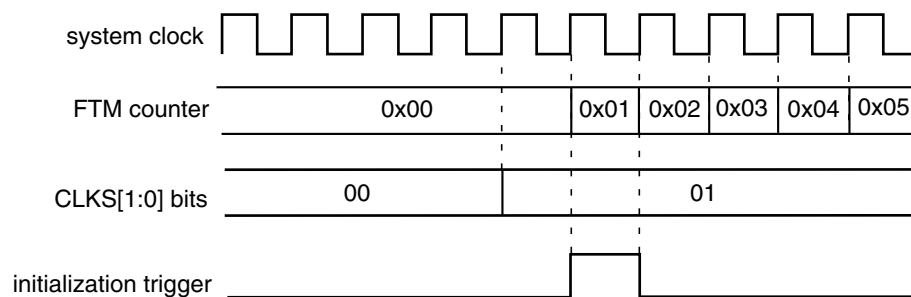 system clock
FTM counter 0x00 0x01 0x02 0x03 0x04 0x05
CLKS[1:0] bits 00 01
initialization trigger